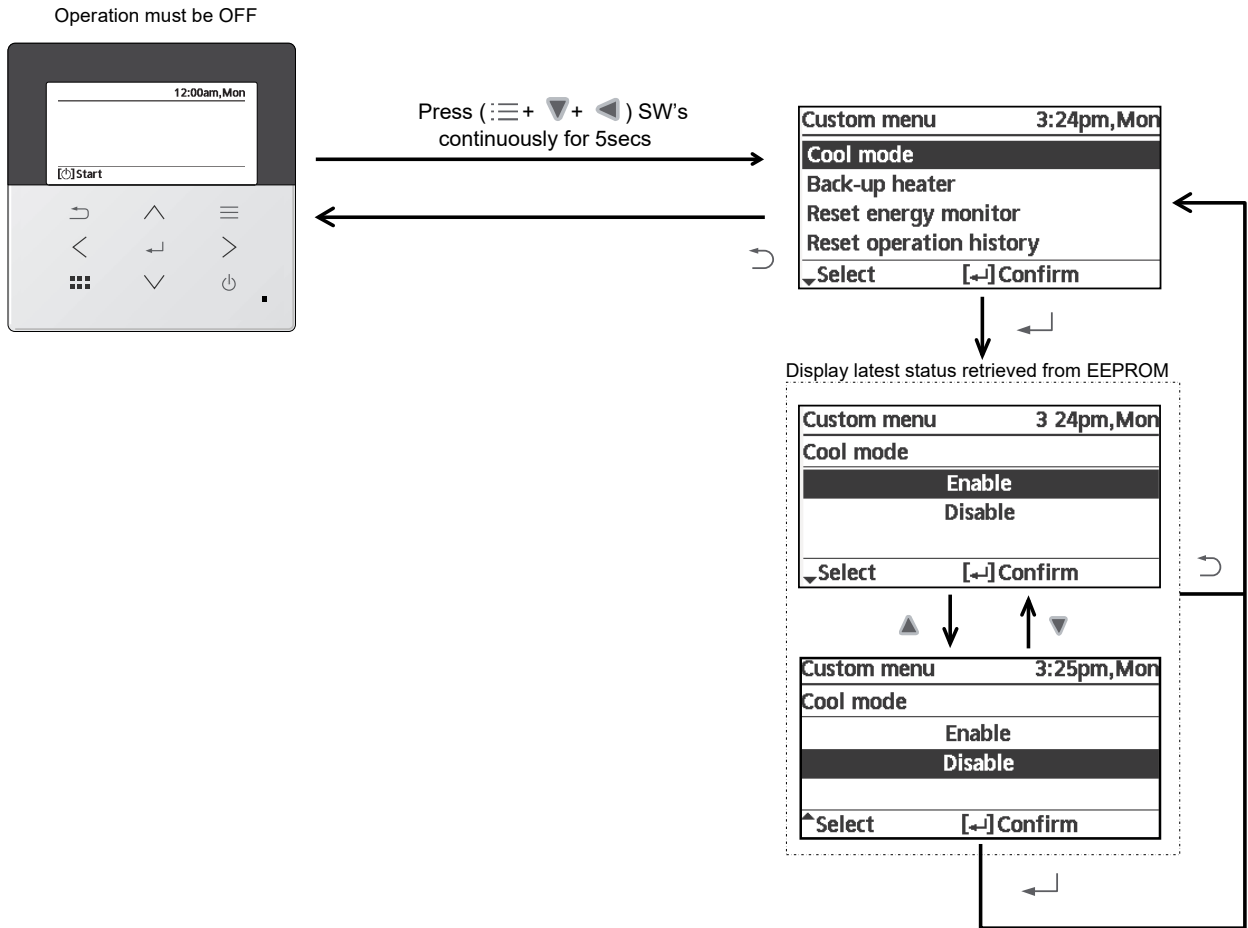 Operation must be OFF
12:00am,Mon
[⏻]Start
Press ( + ▼+ ◀ ) SW's
continuously for 5secs
Custom menu 3:24pm,Mon
Cool mode
Back-up heater
Reset energy monitor
Reset operation history
Select [↵]Confirm
Display latest status retrieved from EEPROM
Custom menu 3 24pm,Mon
Cool mode
Enable
Disable
Select [↵]Confirm
Custom menu 3:25pm,Mon
Cool mode
Enable
Disable
Select [↵]Confirm